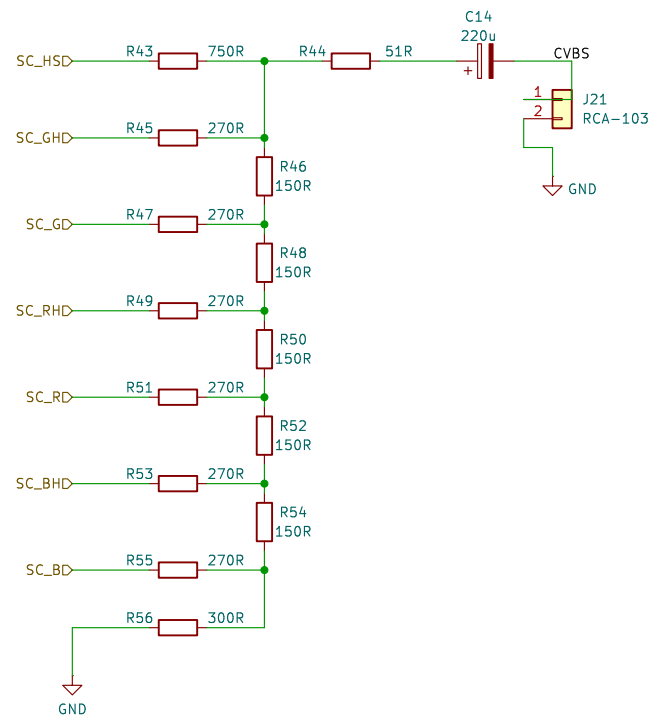 C14
220u
SC_HS
R43
750R
R44
51R
+
CVBS
1
2
J21
RCA-103
GND
SC_GH
R45
270R
R46
150R
SC_G
R47
270R
R48
150R
SC_RH
R49
270R
R50
150R
SC_R
R51
270R
R52
150R
SC_BH
R53
270R
R54
150R
SC_B
R55
270R
R56
300R
GND